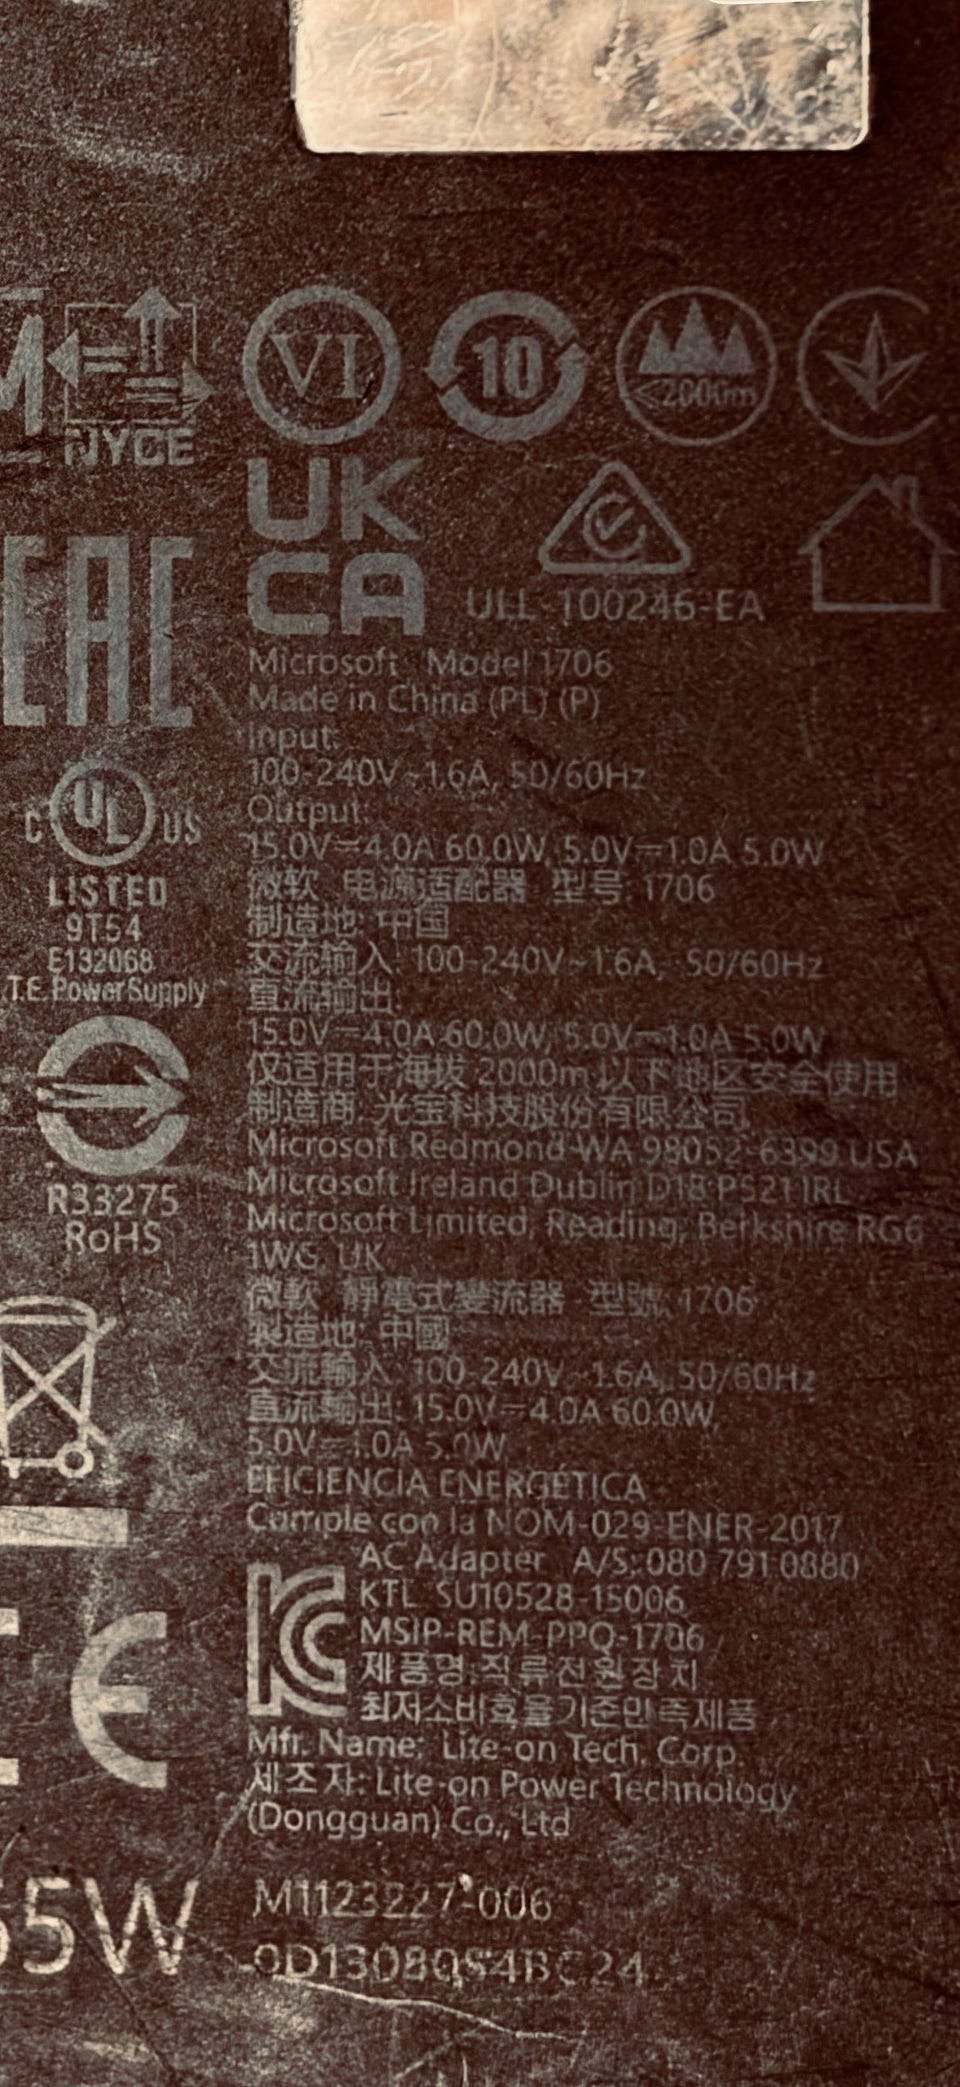 NYCE
VI
10
≤2000m
EAC
UK
CA
ULL-100246-EA
Microsoft Model 1706
Made in China (PL) (P)
Input:
100-240V~1.6A, 50/60Hz
Output:
15.0V⎓4.0A 60.0W, 5.0V⎓1.0A 5.0W
微软 电源适配器 型号: 1706
制造地: 中国
交流输入: 100-240V~1.6A, 50/60Hz
直流输出:
15.0V⎓4.0A 60.0W, 5.0V⎓1.0A 5.0W
仅适用于海拔 2000m 以下地区安全使用
制造商: 光宝科技股份有限公司
Microsoft Redmond WA 98052-6399 USA
Microsoft Ireland Dublin D18 P521 IRL
Microsoft Limited, Reading, Berkshire RG6
1WG, UK
微軟 靜電式變流器 型號: 1706
製造地: 中國
交流輸入: 100-240V~1.6A, 50/60Hz
直流輸出: 15.0V⎓4.0A 60.0W,
5.0V⎓1.0A 5.0W
EFICIENCIA ENERGÉTICA
Cumple con la NOM-029-ENER-2017
AC Adapter A/S: 080 791 0880
KTL SU10528-15006
MSIP-REM-PPQ-1706
제품명:직류전원장치
최저소비효율기준만족제품
Mfr. Name: Lite-on Tech. Corp.
제조자: Lite-on Power Technology
(Dongguan) Co., Ltd
M1123227-006
0D1308QS4BC24
C UL US
LISTED
9T54
E132068
I.T.E. Power Supply
R33275
RoHS
CE
65W